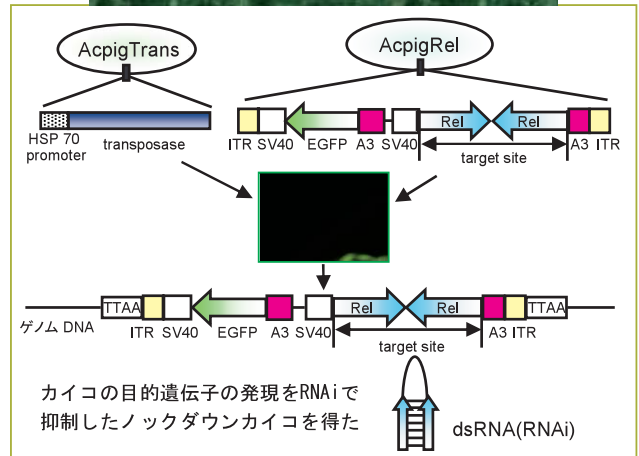 AcpigTrans
AcpigRel
HSP 70
promoter
transposase
ITR SV40 EGFP A3 SV40 Rel Rel A3 ITR
target site
TTAA Rel Rel TTAA
ゲノム DNA
ITR SV40 EGFP A3 SV40 A3 ITR
target site
カイコの目的遺伝子の発現をRNAiで
抑制したノックダウンカイコを得た
dsRNA(RNAi)